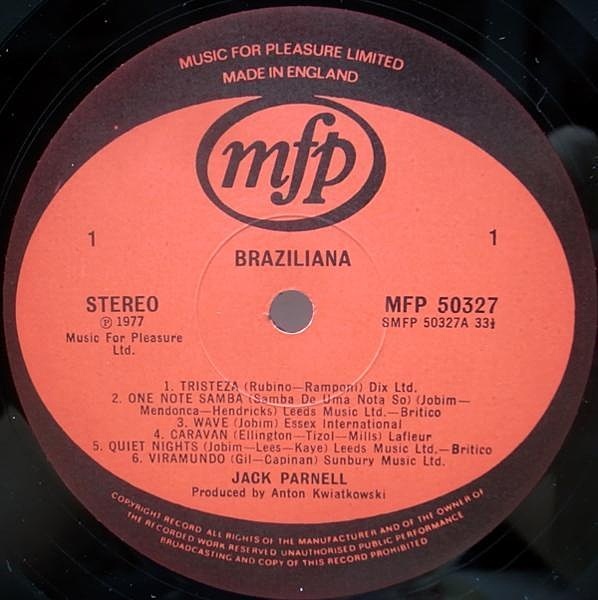 MUSIC FOR PLEASURE LIMITED
MADE IN ENGLAND
mfp
1
1
BRAZILIANA
STEREO
MFP 50327
Ⓟ 1977
SMFP 50327A 33⅓
Music For Pleasure
Ltd.
1. TRISTEZA (Rubino—Ramponi) Dix Ltd.
2. ONE NOTE SAMBA (Samba De Uma Nota So) (Jobim—
Mendonca—Hendricks) Leeds Music Ltd.—Britico
3. WAVE (Jobim) Essex International
4. CARAVAN (Ellington—Tizol—Mills) Lafleur
5. QUIET NIGHTS (Jobim—Lees—Kaye) Leeds Music Ltd.—Britico
6. VIRAMUNDO (Gil—Capinan) Sunbury Music Ltd.
JACK PARNELL
Produced by Anton Kwiatkowski
COPYRIGHT RECORD ALL RIGHTS OF THE MANUFACTURER AND OF THE OWNER OF
THE RECORDED WORK RESERVED UNAUTHORISED PUBLIC PERFORMANCE
BROADCASTING AND COPY OF THIS RECORD PROHIBITED